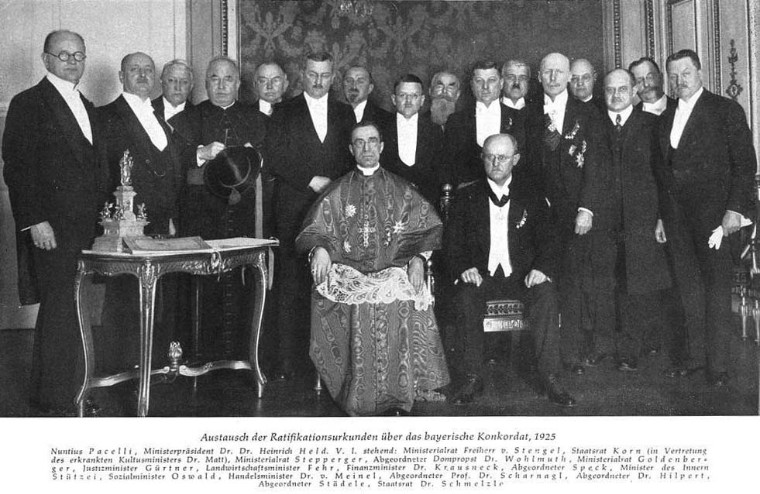 Austausch der Ratifikationsurkunden über das bayerische Konkordat, 1925
Nuntius Pacelli, Ministerpräsident Dr. Dr. Heinrich Held. V. l. stehend: Ministerialrat Freiherr v. Stengel, Staatsrat Korn (in Vertretung
des erkrankten Kultusministers Dr. Matt), Ministerialrat Stepperger, Abgeordneter Dompropst Dr. Wohlmuth, Ministerialrat Goldenber-
ger, Justizminister Gürtner, Landwirtschaftsminister Fehr, Finanzminister Dr. Krausneck, Abgeordneter Speck, Minister des Innern
Stützel, Sozialminister Oswald, Handelsminister Dr. v. Meinel, Abgeordneter Prof. Dr. Scharnagl, Abgeordneter Dr. Hilpert,
Abgeordneter Städele, Staatsrat Dr. Schmelzle